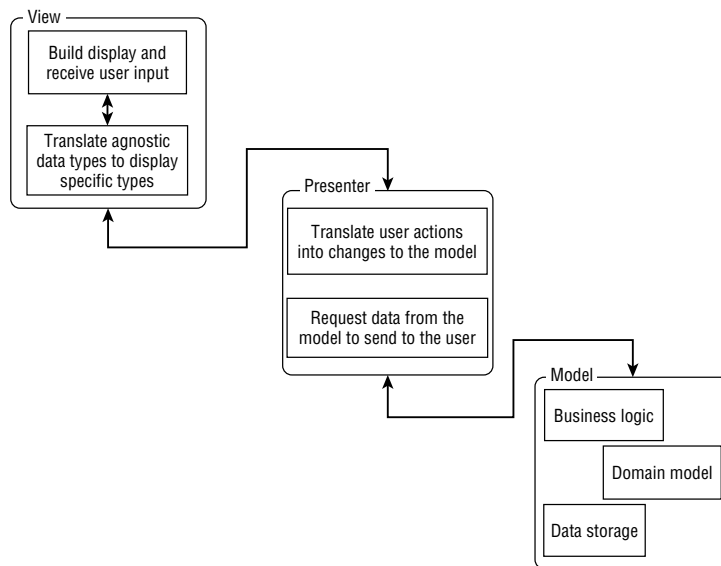 View
Build display and
receive user input
Translate agnostic
data types to display
specific types
Presenter
Translate user actions
into changes to the model
Request data from the
model to send to the user
Model
Business logic
Domain model
Data storage